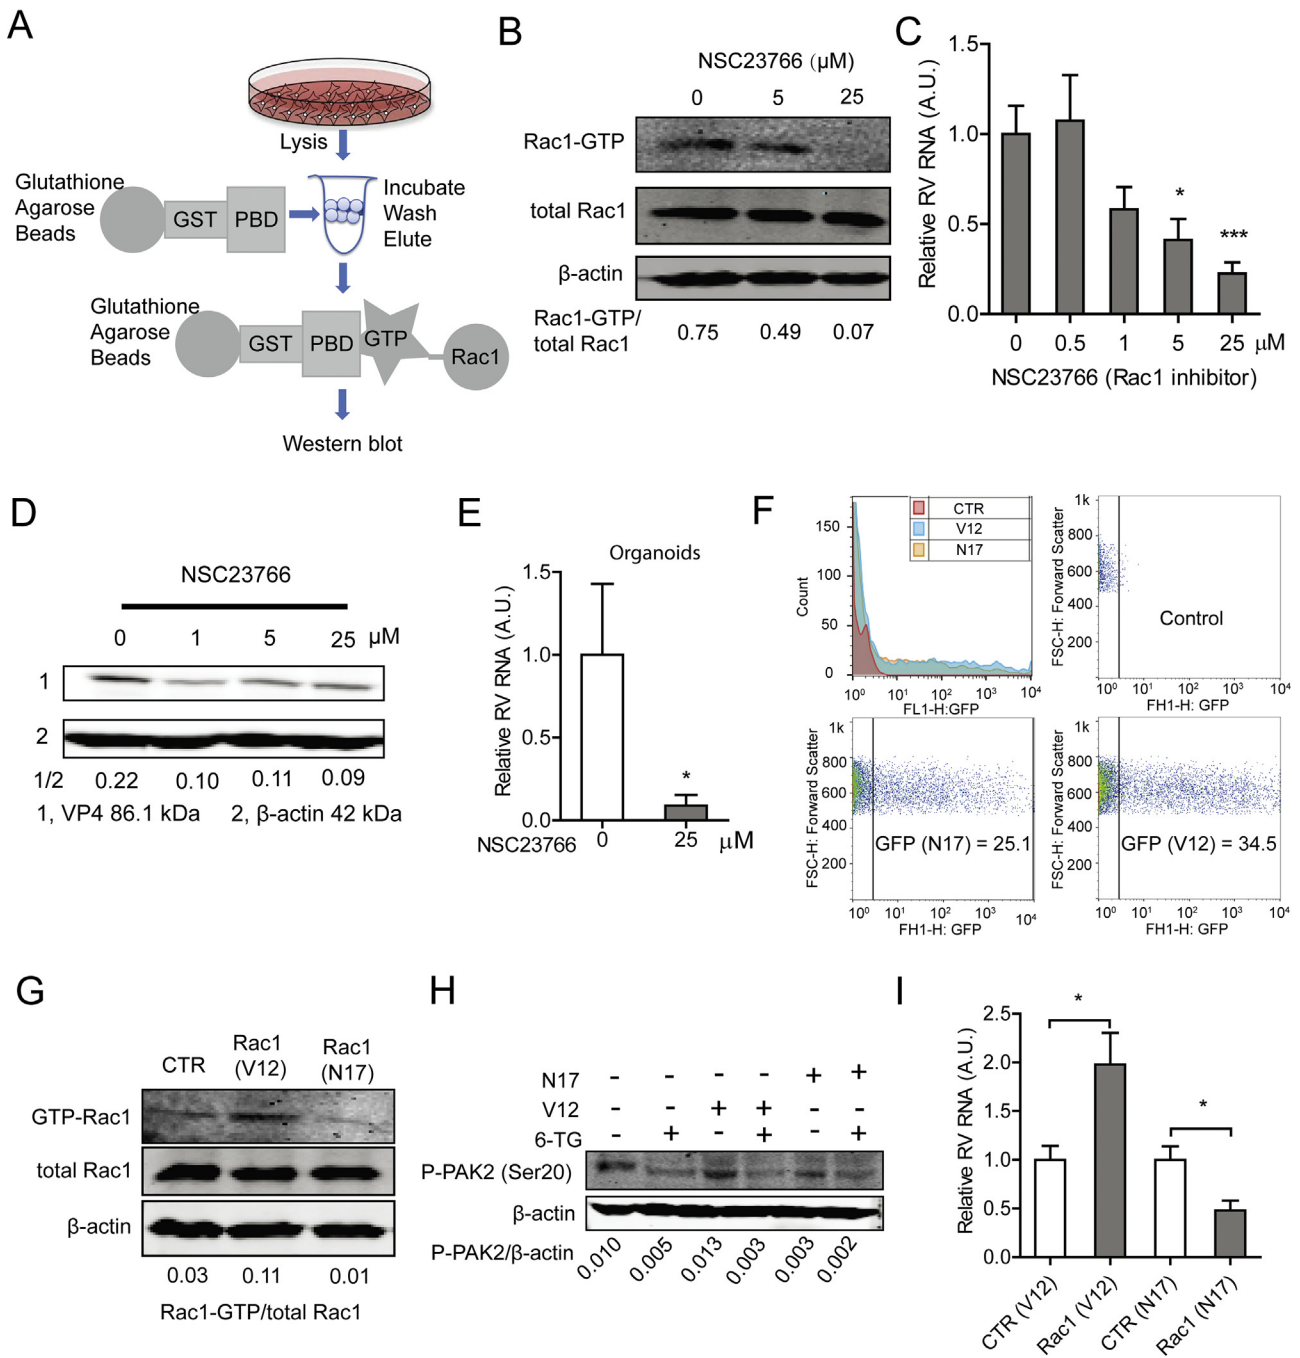 A
Lysis
Glutathione
Agarose
Beads
GST
PBD
Incubate
Wash
Elute
Glutathione
Agarose
Beads
GST
PBD
GTP
Rac1
Western blot
B
NSC23766 (μM)
0 5 25
Rac1-GTP
total Rac1
β-actin
Rac1-GTP/
total Rac1
0.75 0.49 0.07
C
Relative RV RNA (A.U.)
1.5
1.0
0.5
0.0
*
***
0 0.5 1 5 25 μM
NSC23766 (Rac1 inhibitor)
D
NSC23766
0 1 5 25 μM
1
2
1/2 0.22 0.10 0.11 0.09
1, VP4 86.1 kDa 2, β-actin 42 kDa
E
Organoids
Relative RV RNA (A.U.)
1.5
1.0
0.5
0.0
*
NSC23766 0 25 μM
F
Count
150
100
50
0
CTR
V12
N17
10⁰ 10¹ 10² 10³ 10⁴
FL1-H:GFP
FSC-H: Forward Scatter
1k
800
600
400
200
Control
10⁰ 10¹ 10² 10³ 10⁴
FH1-H: GFP
FSC-H: Forward Scatter
1k
800
600
400
200
GFP (N17) = 25.1
10⁰ 10¹ 10² 10³ 10⁴
FH1-H: GFP
FSC-H: Forward Scatter
1k
800
600
400
200
GFP (V12) = 34.5
10⁰ 10¹ 10² 10³ 10⁴
FH1-H: GFP
G
CTR
Rac1
(V12)
Rac1
(N17)
GTP-Rac1
total Rac1
β-actin
0.03 0.11 0.01
Rac1-GTP/total Rac1
H
N17 - - - - + +
V12 - - + + - -
6-TG - + - + - +
P-PAK2 (Ser20)
β-actin
P-PAK2/β-actin
0.010 0.005 0.013 0.003 0.003 0.002
I
Relative RV RNA (A.U.)
2.5
2.0
1.5
1.0
0.5
0.0
*
*
CTR (V12)
Rac1 (V12)
CTR (N17)
Rac1 (N17)